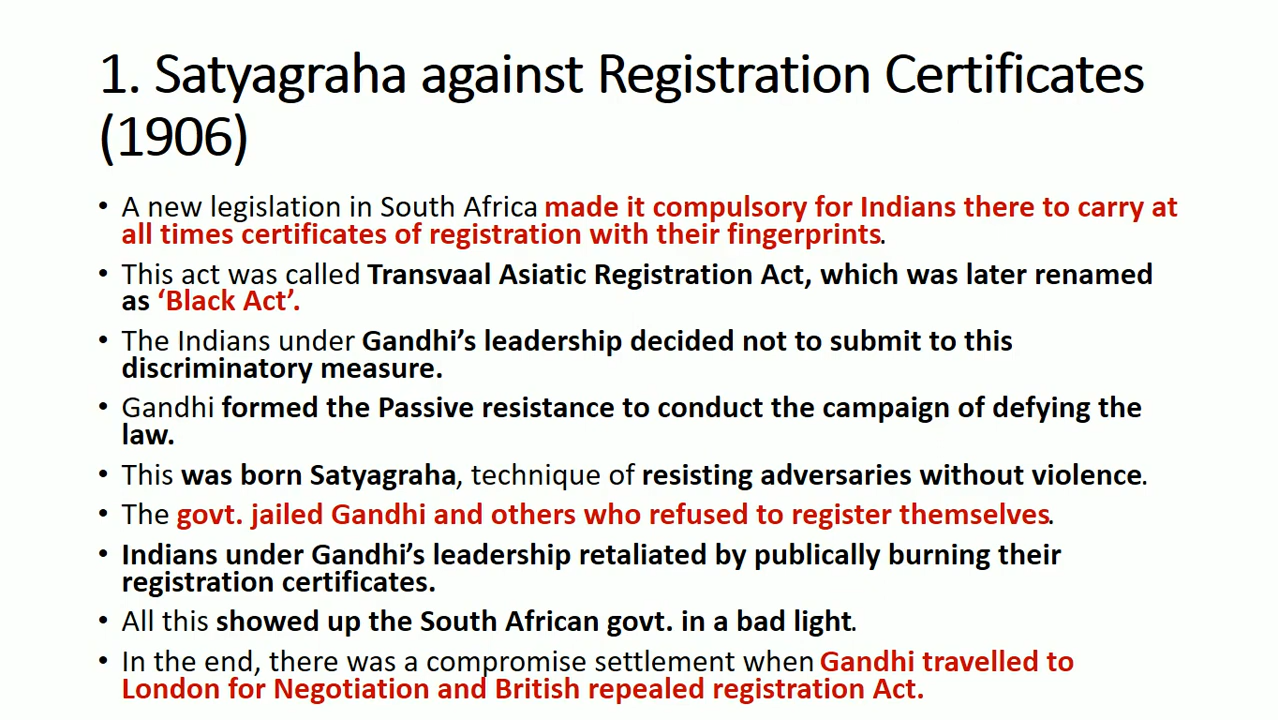 1. Satyagraha against Registration Certificates
(1906)
• A new legislation in South Africa made it compulsory for Indians there to carry at
all times certificates of registration with their fingerprints.
• This act was called Transvaal Asiatic Registration Act, which was later renamed
as ‘Black Act’.
• The Indians under Gandhi’s leadership decided not to submit to this
discriminatory measure.
• Gandhi formed the Passive resistance to conduct the campaign of defying the
law.
• This was born Satyagraha, technique of resisting adversaries without violence.
• The govt. jailed Gandhi and others who refused to register themselves.
• Indians under Gandhi’s leadership retaliated by publically burning their
registration certificates.
• All this showed up the South African govt. in a bad light.
• In the end, there was a compromise settlement when Gandhi travelled to
London for Negotiation and British repealed registration Act.